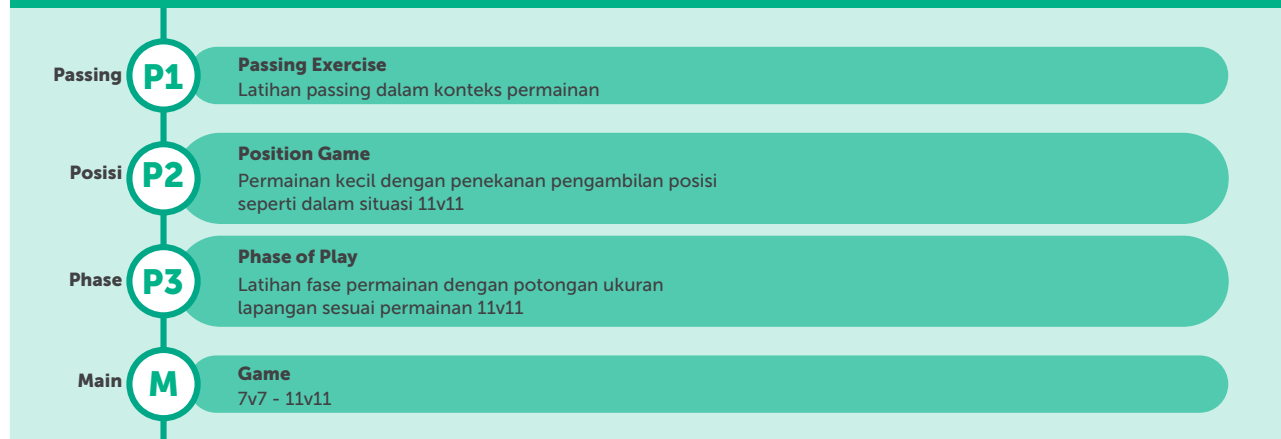 Passing
P1
Passing Exercise
Latihan passing dalam konteks permainan
Posisi
P2
Position Game
Permainan kecil dengan penekanan pengambilan posisi
seperti dalam situasi 11v11
Phase
P3
Phase of Play
Latihan fase permainan dengan potongan ukuran
lapangan sesuai permainan 11v11
Main
M
Game
7v7 - 11v11